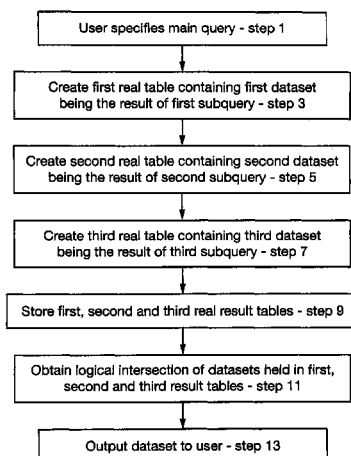 User specifies main query - step 1
Create first real table containing first dataset
being the result of first subquery - step 3
Create second real table containing second dataset
being the result of second subquery - step 5
Create third real table containing third dataset
being the result of third subquery - step 7
Store first, second and third real result tables - step 9
Obtain logical intersection of datasets held in first,
second and third result tables - step 11
Output dataset to user - step 13